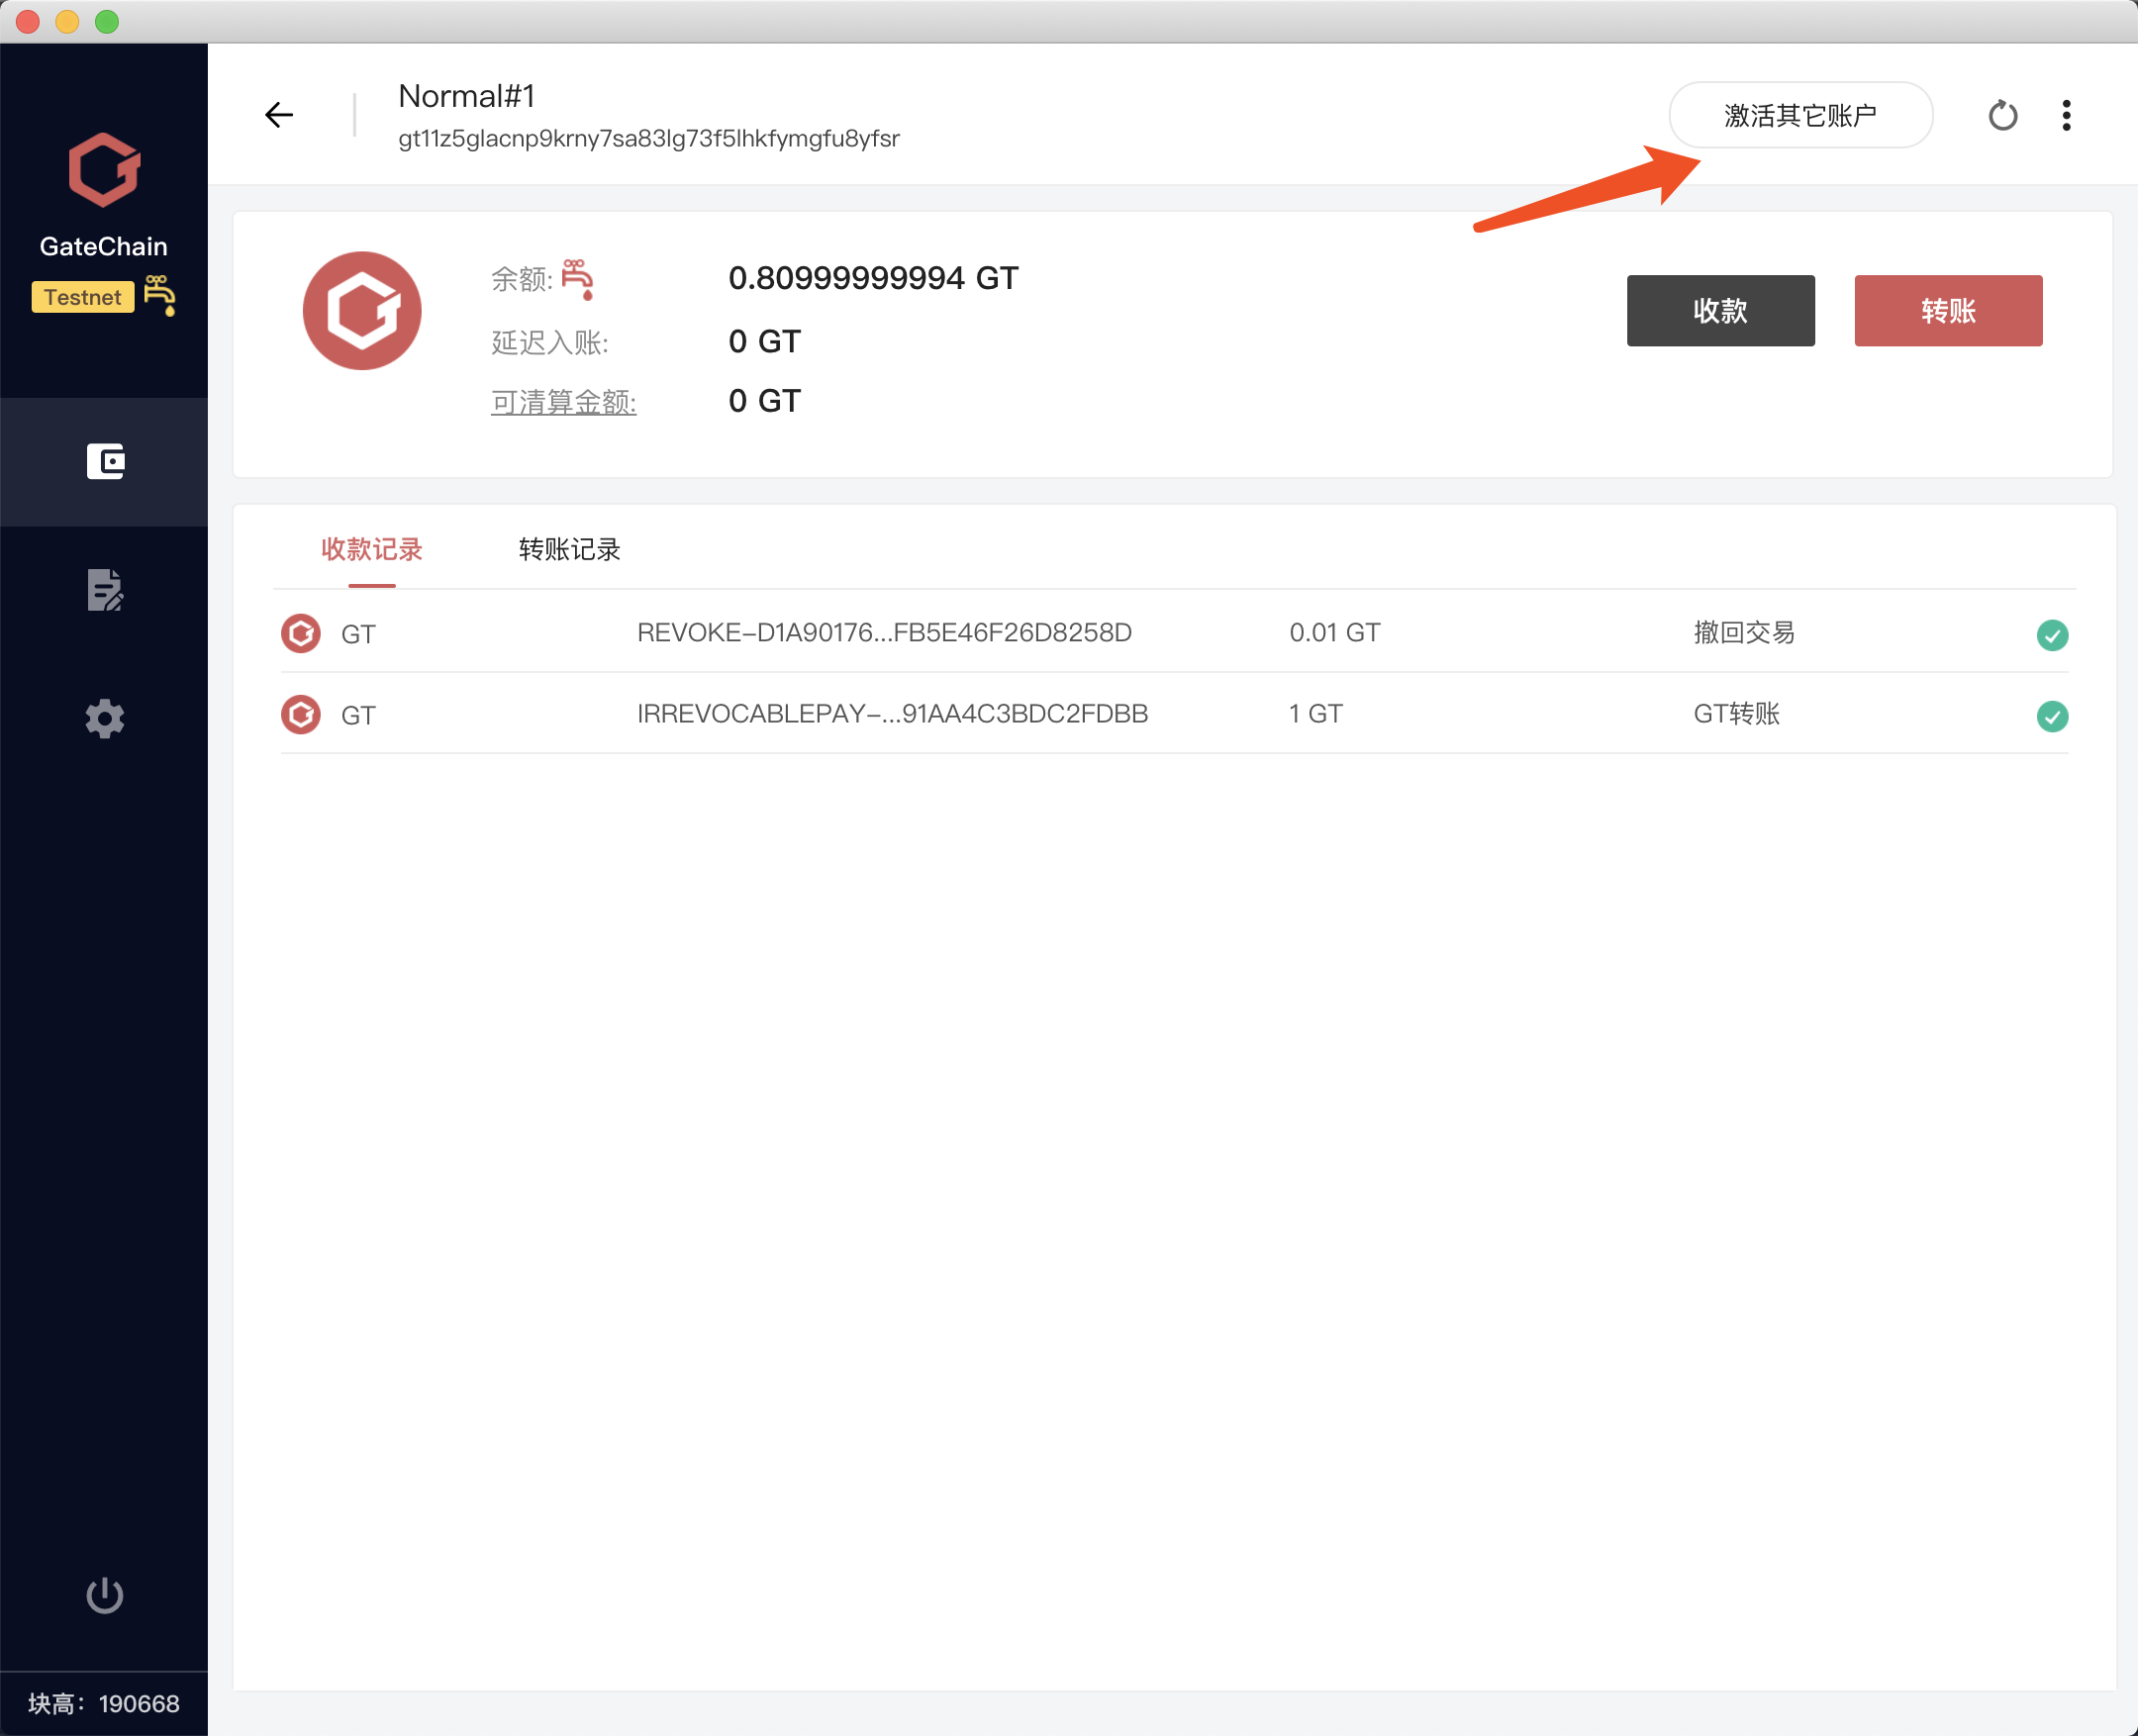 Normal#1
gt11z5glacnp9krny7sa83lg73f5lhkfymgfu8yfsr
激活其它账户
GateChain
Testnet
余额: 0.80999999994 GT
延迟入账: 0 GT
可清算金额: 0 GT
收款 转账
收款记录 转账记录
GT REVOKE-D1A90176...FB5E46F26D8258D 0.01 GT 撤回交易
GT IRREVOCABLEPAY-...91AA4C3BDC2FDBB 1 GT GT转账
块高: 190668